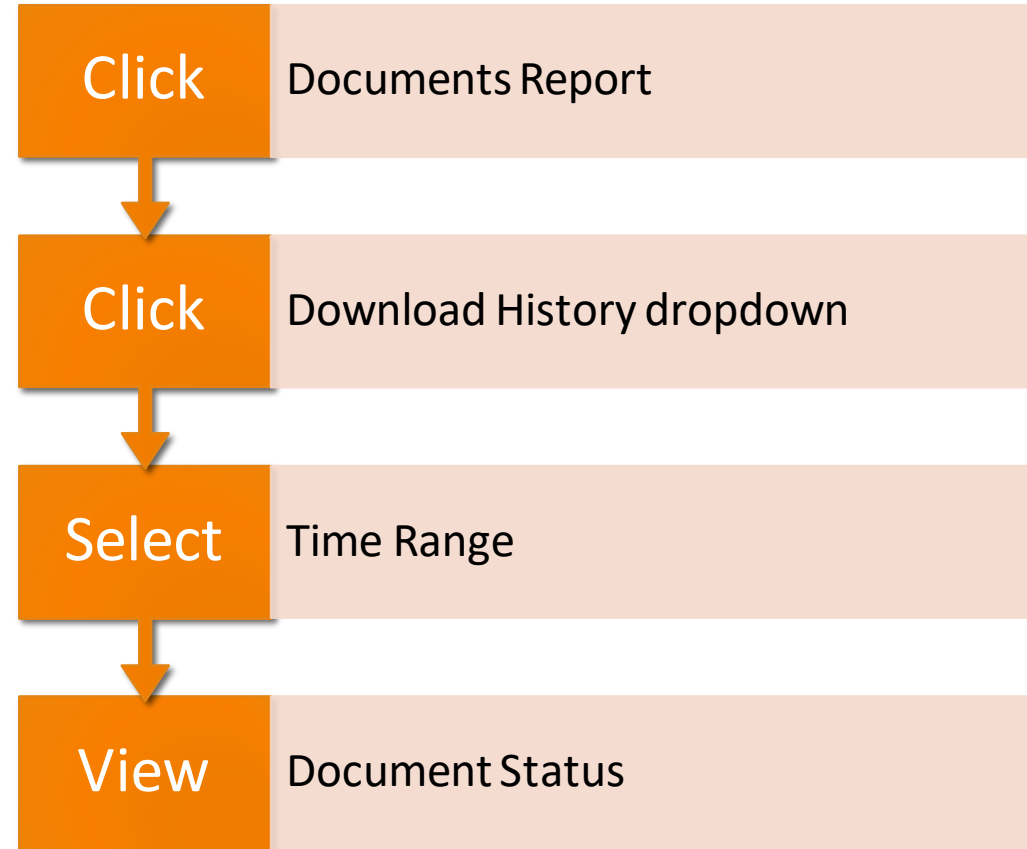 Click
Documents Report
Click
Download History dropdown
Select
Time Range
View
Document Status